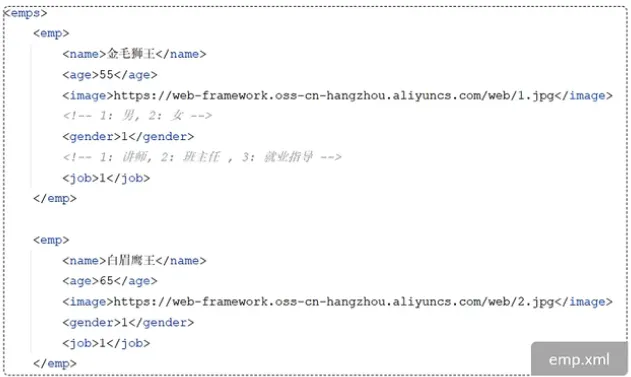 <emps>
<emp>
<name>金毛狮王</name>
<age>55</age>
<image>https://web-framework.oss-cn-hangzhou.aliyuncs.com/web/1.jpg</image>
<!-- 1: 男, 2: 女 -->
<gender>1</gender>
<!-- 1: 讲师, 2: 班主任 , 3: 就业指导 -->
<job>1</job>
</emp>
<emp>
<name>白眉鹰王</name>
<age>65</age>
<image>https://web-framework.oss-cn-hangzhou.aliyuncs.com/web/2.jpg</image>
<gender>1</gender>
<job>1</job>
</emp>
emp.xml